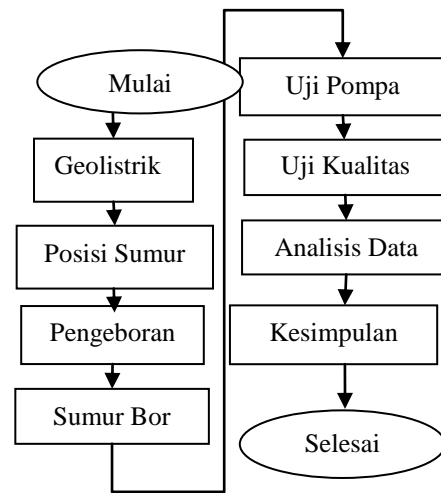 Mulai
Geolistrik
Posisi Sumur
Pengeboran
Sumur Bor
Uji Pompa
Uji Kualitas
Analisis Data
Kesimpulan
Selesai